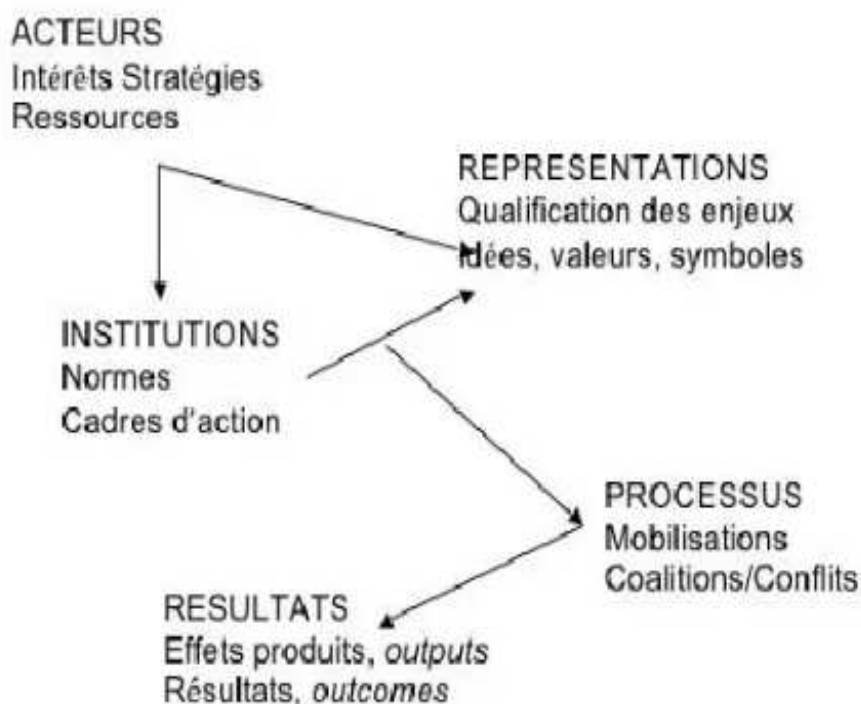 ACTEURS
Intérêts Stratégies
Ressources
REPRESENTATIONS
Qualification des enjeux
Idées, valeurs, symboles
INSTITUTIONS
Normes
Cadres d'action
PROCESSUS
Mobilisations
Coalitions/Conflits
RESULTATS
Effets produits, outputs
Résultats, outcomes